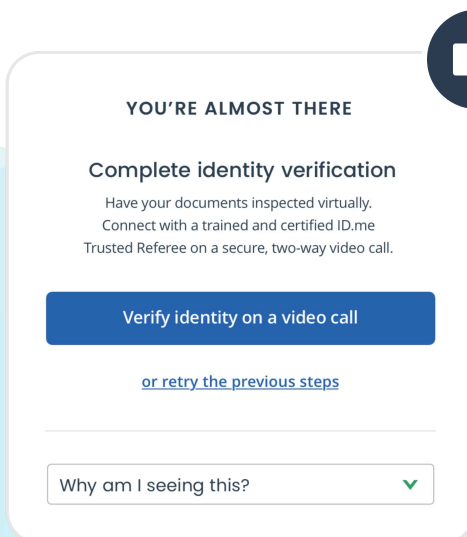 YOU’RE ALMOST THERE
Complete identity verification
Have your documents inspected virtually.
Connect with a trained and certified ID.me
Trusted Referee on a secure, two-way video call.
Verify identity on a video call
or retry the previous steps
Why am I seeing this?